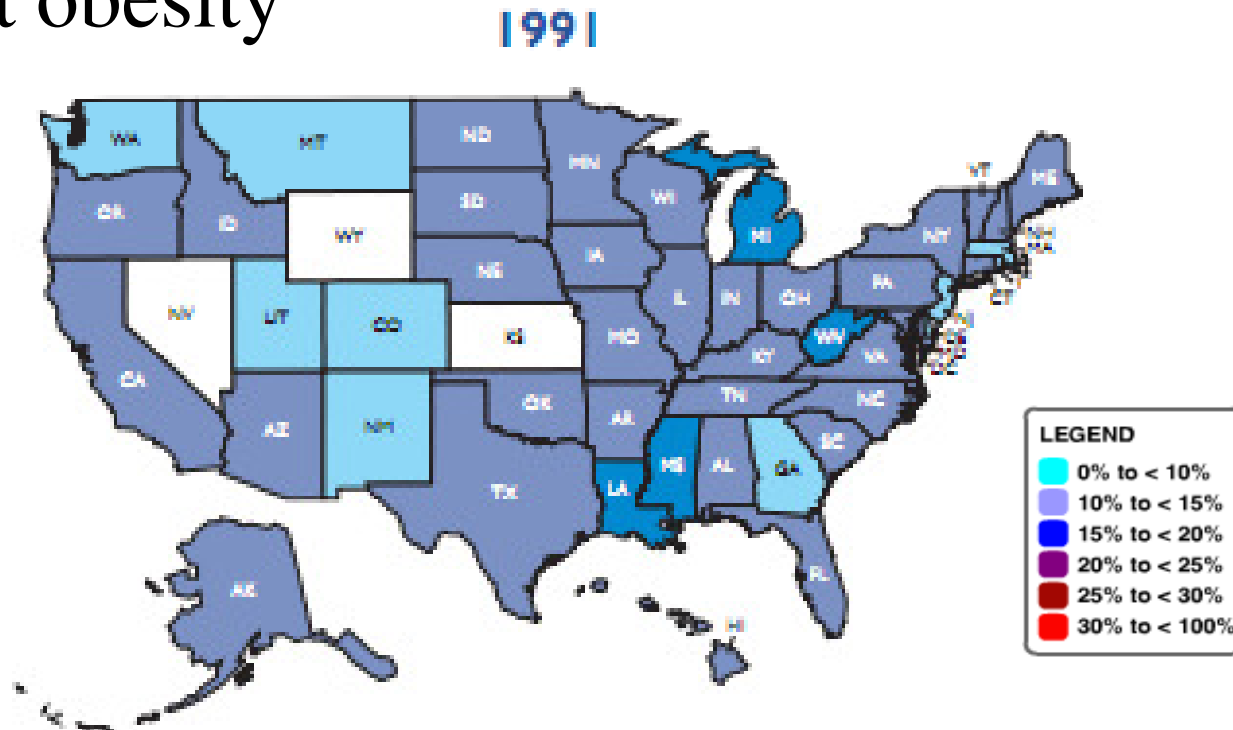 t obesity
1991
WA
MT
ND
MN
VT
ME
OR
ID
SD
WI
WY
MI
NY
NH
MA
NE
IA
PA
CT
NV
UT
CO
IL
IN
OH
NJ
KS
MO
WV
VA
KY
CA
TN
NC
AZ
NM
OK
AR
SC
MS
AL
GA
TX
LA
FL
AK
HI
LEGEND
0% to < 10%
10% to < 15%
15% to < 20%
20% to < 25%
25% to < 30%
30% to < 100%